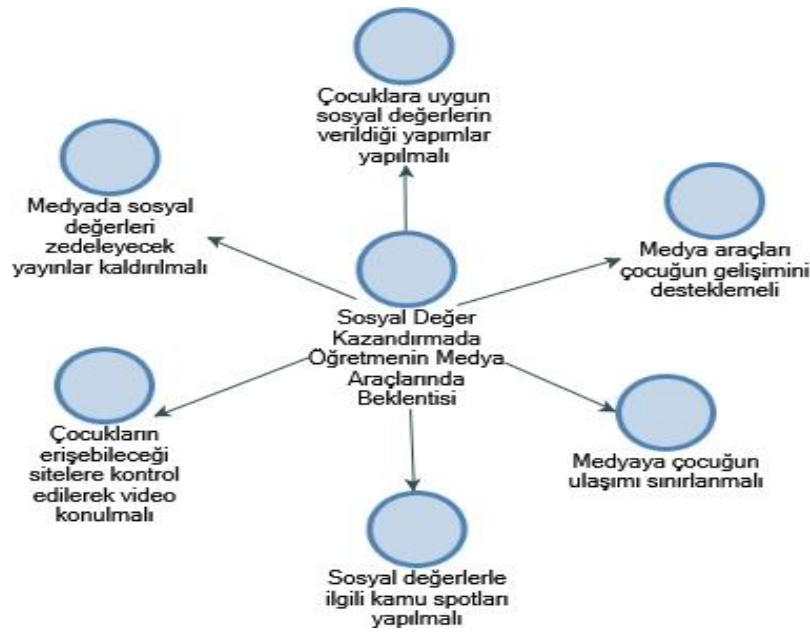 Çocuklara uygun
sosyal değerlerin
verildiği yapımlar
yapılmalı
Medyada sosyal
değerleri
zedeleyecek
yayınlar kaldırılmalı
Medya araçları
çocuğun gelişimini
desteklemeli
Sosyal Değer
Kazandırmada
Öğretmenin Medya
Araçlarında
Beklentisi
Çocukların
erişebileceği
sitelere kontrol
edilerek video
konulmalı
Medyaya çocuğun
ulaşımı sınırlanmalı
Sosyal değerlerle
ilgili kamu spotları
yapılmalı